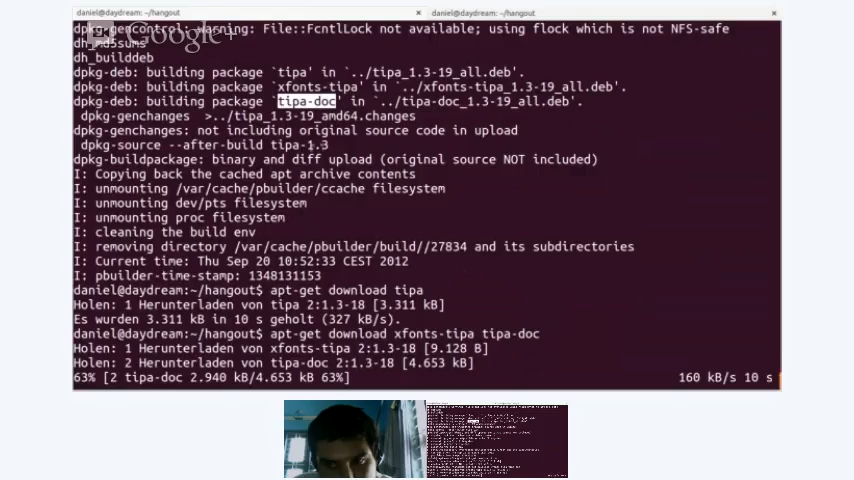 daniel@daydream: ~/hangout × daniel@daydream: ~/hangout ×
dpkg-gencontrol: warning: File::FcntlLock not available; using flock which is not NFS-safe
Google+
dh_md5sums
dh_builddeb
dpkg-deb: building package `tipa' in `../tipa_1.3-19_all.deb'.
dpkg-deb: building package `xfonts-tipa' in `../xfonts-tipa_1.3-19_all.deb'.
dpkg-deb: building package `tipa-doc' in `../tipa-doc_1.3-19_all.deb'.
dpkg-genchanges >../tipa_1.3-19_amd64.changes
dpkg-genchanges: not including original source code in upload
dpkg-source --after-build tipa-1.3
dpkg-buildpackage: binary and diff upload (original source NOT included)
I: Copying back the cached apt archive contents
I: unmounting /var/cache/pbuilder/ccache filesystem
I: unmounting dev/pts filesystem
I: unmounting proc filesystem
I: cleaning the build env
I: removing directory /var/cache/pbuilder/build//27834 and its subdirectories
I: Current time: Thu Sep 20 10:52:33 CEST 2012
I: pbuilder-time-stamp: 1348131153
daniel@daydream:~/hangout$ apt-get download tipa
Holen: 1 Herunterladen von tipa 2:1.3-18 [3.311 kB]
Es wurden 3.311 kB in 10 s geholt (327 kB/s).
daniel@daydream:~/hangout$ apt-get download xfonts-tipa tipa-doc
Holen: 1 Herunterladen von xfonts-tipa 2:1.3-18 [9.128 B]
Holen: 2 Herunterladen von tipa-doc 2:1.3-18 [4.653 kB]
63% [2 tipa-doc 2.940 kB/4.653 kB 63%] 160 kB/s 10 s